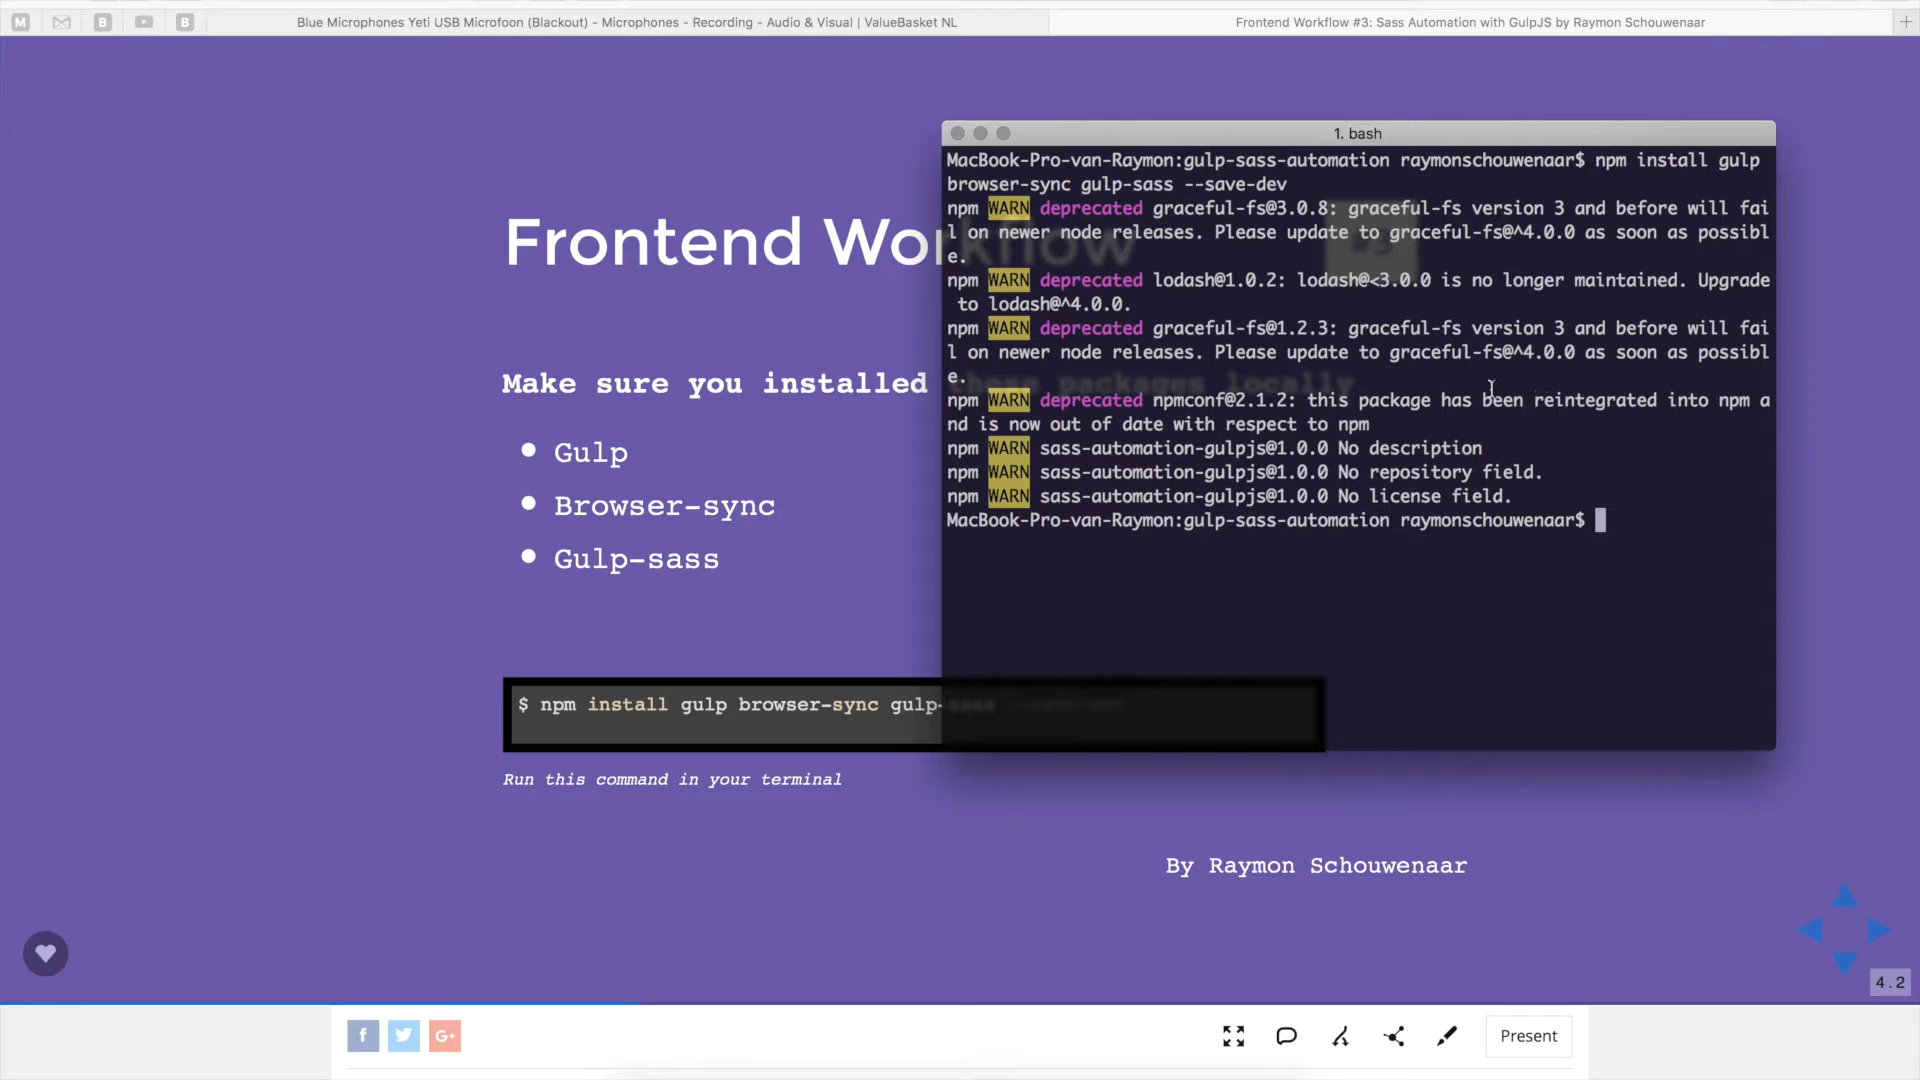 M
B
B
Blue Microphones Yeti USB Microfoon (Blackout) - Microphones - Recording - Audio & Visual | ValueBasket NL
Frontend Workflow #3: Sass Automation with GulpJS by Raymon Schouwenaar
Frontend Workflow
Make sure you installed these packages locally
Gulp
Browser-sync
Gulp-sass
$ npm install gulp browser-sync gulp-sass --save-dev
Run this command in your terminal
By Raymon Schouwenaar
1. bash
MacBook-Pro-van-Raymon:gulp-sass-automation raymonschouwenaar$ npm install gulp
browser-sync gulp-sass --save-dev
npm WARN deprecated graceful-fs@3.0.8: graceful-fs version 3 and before will fai
l on newer node releases. Please update to graceful-fs@^4.0.0 as soon as possibl
e.
npm WARN deprecated lodash@1.0.2: lodash@<3.0.0 is no longer maintained. Upgrade
to lodash@^4.0.0.
npm WARN deprecated graceful-fs@1.2.3: graceful-fs version 3 and before will fai
l on newer node releases. Please update to graceful-fs@^4.0.0 as soon as possibl
e.
npm WARN deprecated npmconf@2.1.2: this package has been reintegrated into npm a
nd is now out of date with respect to npm
npm WARN sass-automation-gulpjs@1.0.0 No description
npm WARN sass-automation-gulpjs@1.0.0 No repository field.
npm WARN sass-automation-gulpjs@1.0.0 No license field.
MacBook-Pro-van-Raymon:gulp-sass-automation raymonschouwenaar$
4.2
f
G+
Present